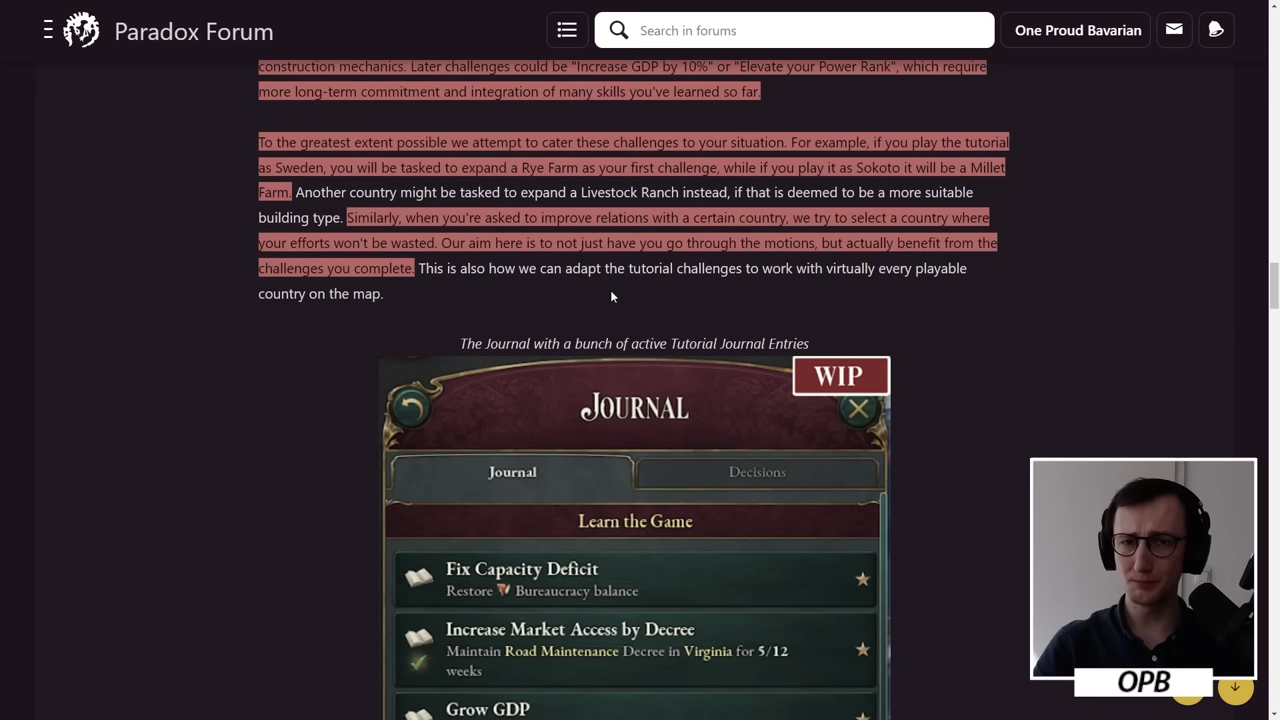 Paradox Forum
Search in forums
One Proud Bavarian
construction mechanics. Later challenges could be "Increase GDP by 10%" or "Elevate your Power Rank", which require
more long-term commitment and integration of many skills you've learned so far.
To the greatest extent possible we attempt to cater these challenges to your situation. For example, if you play the tutorial
as Sweden, you will be tasked to expand a Rye Farm as your first challenge, while if you play it as Sokoto it will be a Millet
Farm. Another country might be tasked to expand a Livestock Ranch instead, if that is deemed to be a more suitable
building type. Similarly, when you're asked to improve relations with a certain country, we try to select a country where
your efforts won't be wasted. Our aim here is to not just have you go through the motions, but actually benefit from the
challenges you complete. This is also how we can adapt the tutorial challenges to work with virtually every playable
country on the map.
The Journal with a bunch of active Tutorial Journal Entries
WIP
Journal
Journal
Decisions
Learn the Game
Fix Capacity Deficit
Restore Bureaucracy balance
Increase Market Access by Decree
Maintain Road Maintenance Decree in Virginia for 5/12
weeks
Grow GDP
OPB